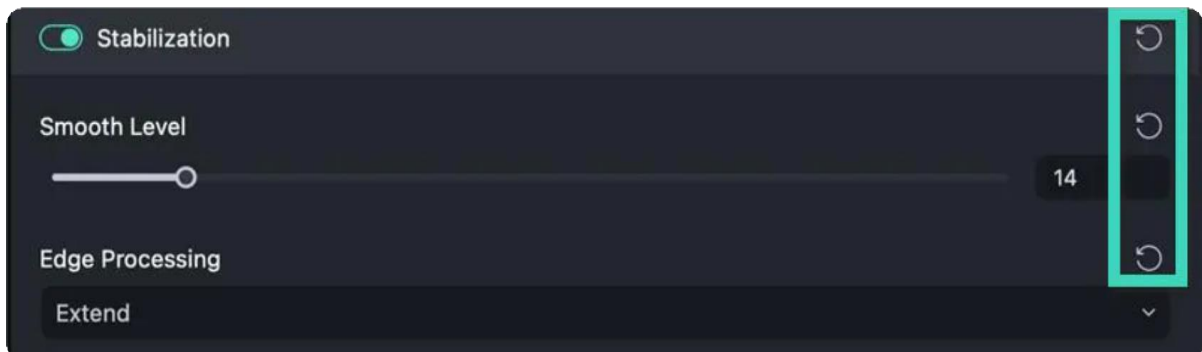 Stabilization
Smooth Level
14
Edge Processing
Extend